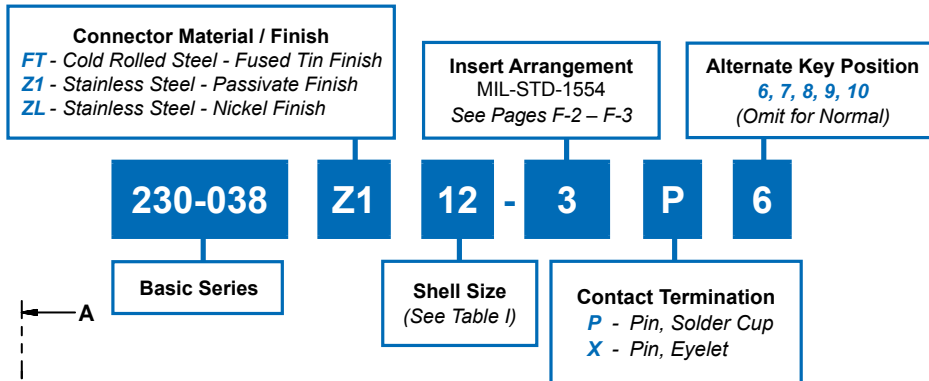 Connector Material / Finish
FT - Cold Rolled Steel - Fused Tin Finish
Z1 - Stainless Steel - Passivate Finish
ZL - Stainless Steel - Nickel Finish
Insert Arrangement
MIL-STD-1554
See Pages F-2 – F-3
Alternate Key Position
6, 7, 8, 9, 10
(Omit for Normal)
230-038 Z1 12 - 3 P 6
Basic Series
Shell Size
(See Table I)
Contact Termination
P - Pin, Solder Cup
X - Pin, Eyelet
A